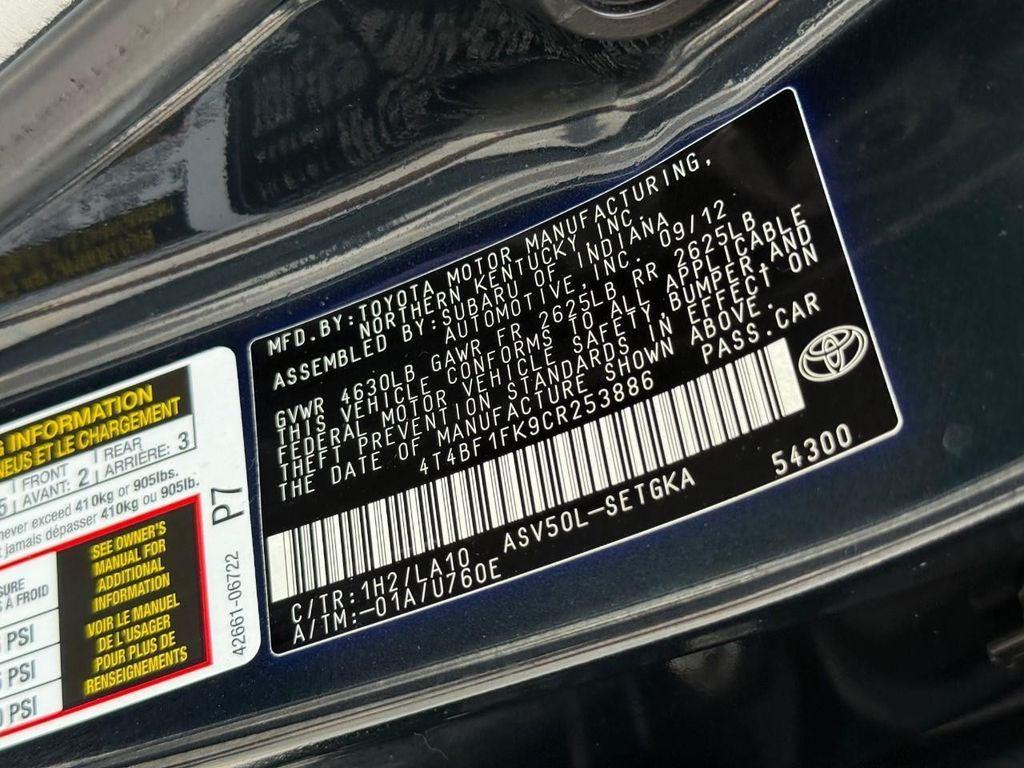 MFD.BY:TOYOTA MOTOR MANUFACTURING,
NORTHERN KENTUCKY, INC.
ASSEMBLED BY:SUBARU OF INDIANA
AUTOMOTIVE, INC. 09/12
GVWR 4630LB GAWR FR 2625LB RR 2625LB
THIS VEHICLE CONFORMS TO ALL APPLICABLE
FEDERAL MOTOR VEHICLE SAFETY,BUMPER,AND
THEFT PREVENTION STANDARDS IN EFFECT ON
THE DATE OF MANUFACTURE SHOWN ABOVE.
4T4BF1FK9CR253886 PASS.CAR
C/TR:1H2/LA10 ASV50L-SETGKA 54300
A/TM:-01A/U760E
TOYOTA
G INFORMATION
NEUS ET LE CHARGEMENT
5 FRONT
AVANT: 2 REAR
ARRIÈRE: 3
never exceed 410kg or 905lbs.
t jamais dépasser 410kg ou 905lb.
SURE
À FROID
PSI
PSI
PSI
SEE OWNER'S
MANUAL FOR
ADDITIONAL
INFORMATION
VOIR LE MANUEL
DE L'USAGER
POUR PLUS DE
RENSEIGNEMENTS
P7
42661-06722